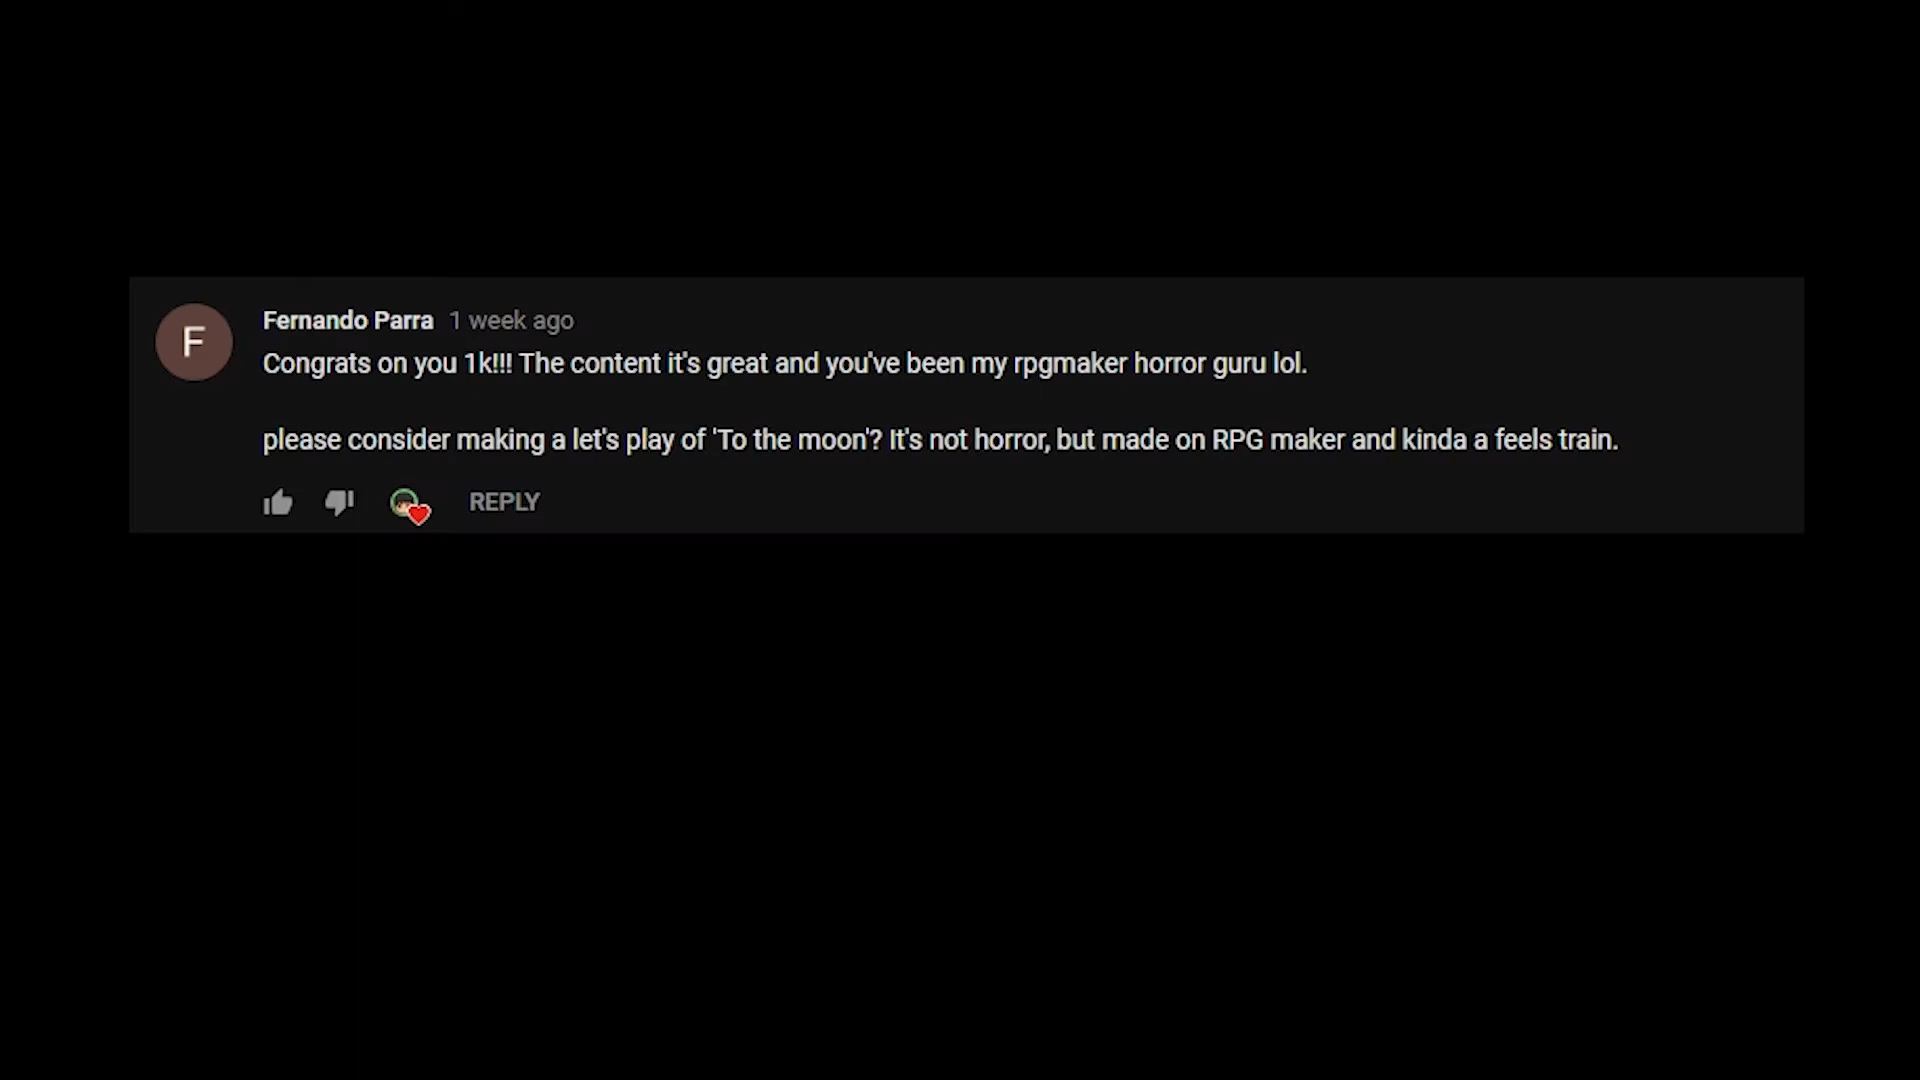 F
Fernando Parra 1 week ago
Congrats on you 1k!!! The content it's great and you've been my rpgmaker horror guru lol.
please consider making a let's play of 'To the moon'? It's not horror, but made on RPG maker and kinda a feels train.
REPLY